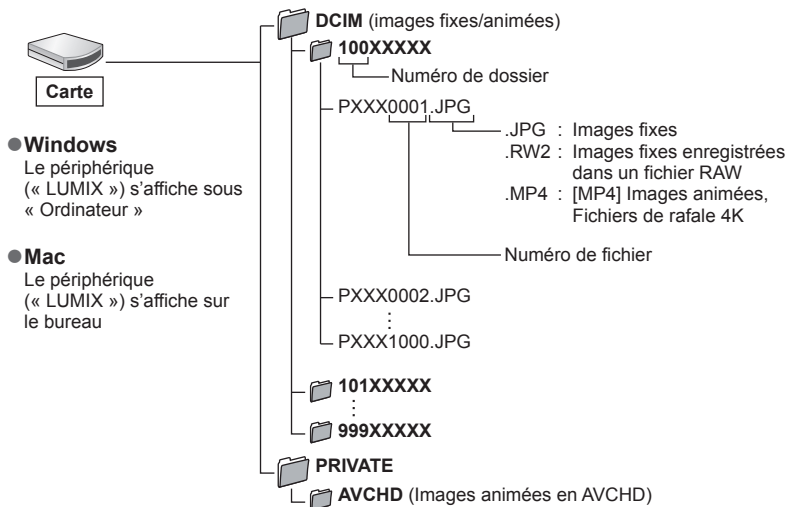 DCIM (images fixes/animées)
100XXXXX
Numéro de dossier
Carte
PXXX0001.JPG
.JPG : Images fixes
.RW2 : Images fixes enregistrées
dans un fichier RAW
.MP4 : [MP4] Images animées,
Fichiers de rafale 4K
Numéro de fichier
●Windows
Le périphérique
(« LUMIX ») s’affiche sous
« Ordinateur »
●Mac
Le périphérique
(« LUMIX ») s’affiche sur
le bureau
PXXX0002.JPG
PXXX1000.JPG
101XXXXX
999XXXXX
PRIVATE
AVCHD (Images animées en AVCHD)